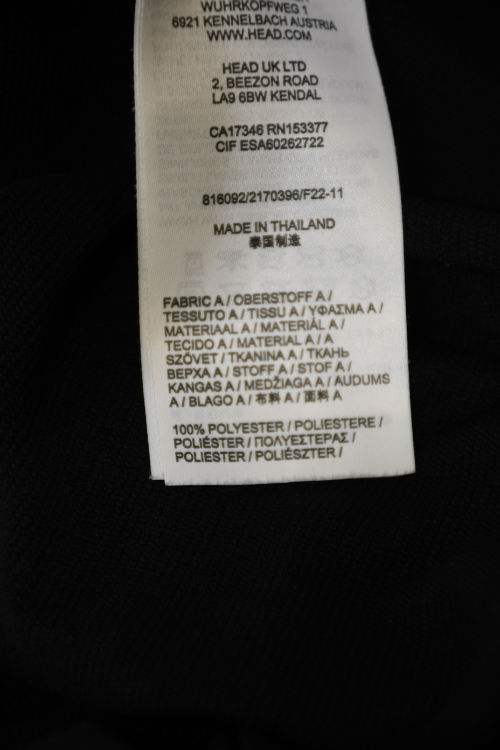 WUHRKOPFWEG 1
6921 KENNELBACH AUSTRIA
WWW.HEAD.COM
HEAD UK LTD
2, BEEZON ROAD
LA9 6BW KENDAL
CA17346 RN153377
CIF ESA60262722
816092/2170396/F22-11
MADE IN THAILAND
泰国制造
FABRIC A / OBERSTOFF A /
TESSUTO A / TISSU A / ΥΦΑΣΜΑ A /
MATERIAAL A / MATERIÁL A /
TECIDO A / MATERIAL A / A
SZÖVET / TKANINA A / ТКАНЬ
ВЕРХА A / STOFF A / STOF A /
KANGAS A / MEDŽIAGA A / AUDUMS
A / BLAGO A / 布料 A / 面料 A
100% POLYESTER / POLIESTERE /
POLIÉSTER / ΠΟΛΥΕΣΤΕΡΑΣ /
POLIESTER / POLIÉSZTER /